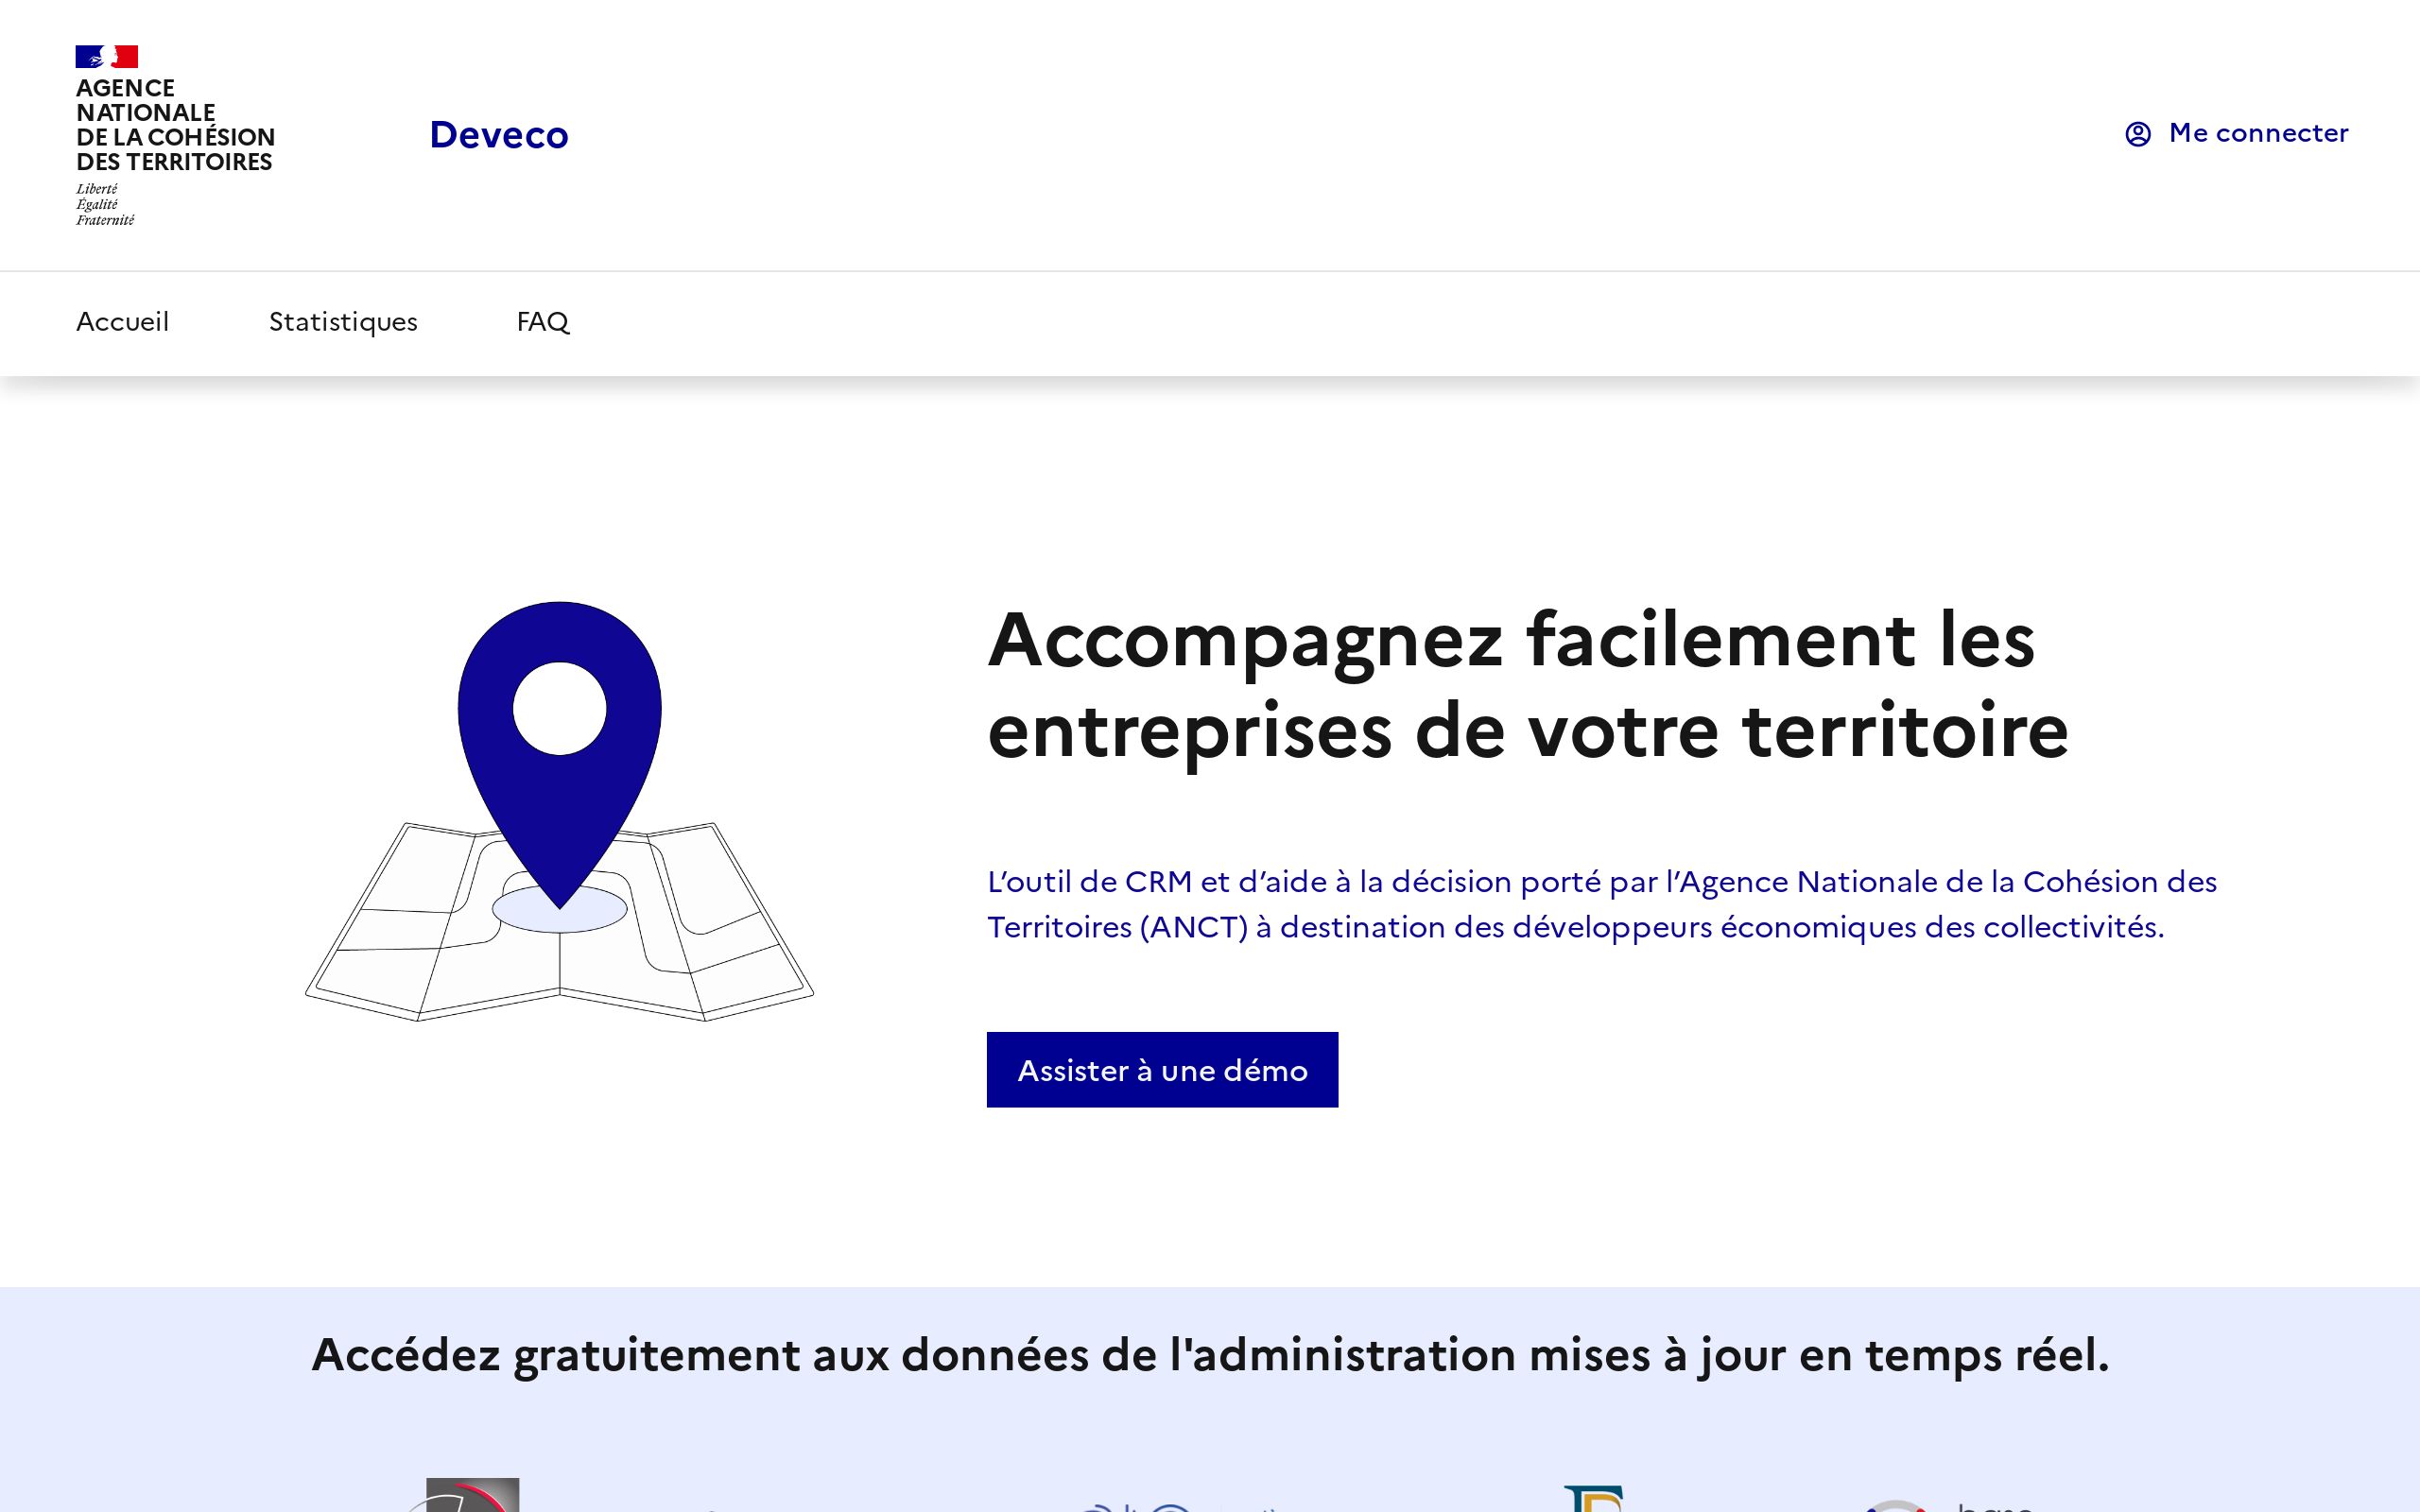 AGENCE
NATIONALE
DE LA COHÉSION
DES TERRITOIRES
Liberté
Égalité
Fraternité
Deveco
Me connecter
Accueil
Statistiques
FAQ
Accompagnez facilement les
entreprises de votre territoire
L’outil de CRM et d’aide à la décision porté par l’Agence Nationale de la Cohésion des
Territoires (ANCT) à destination des développeurs économiques des collectivités.
Assister à une démo
Accédez gratuitement aux données de l'administration mises à jour en temps réel.